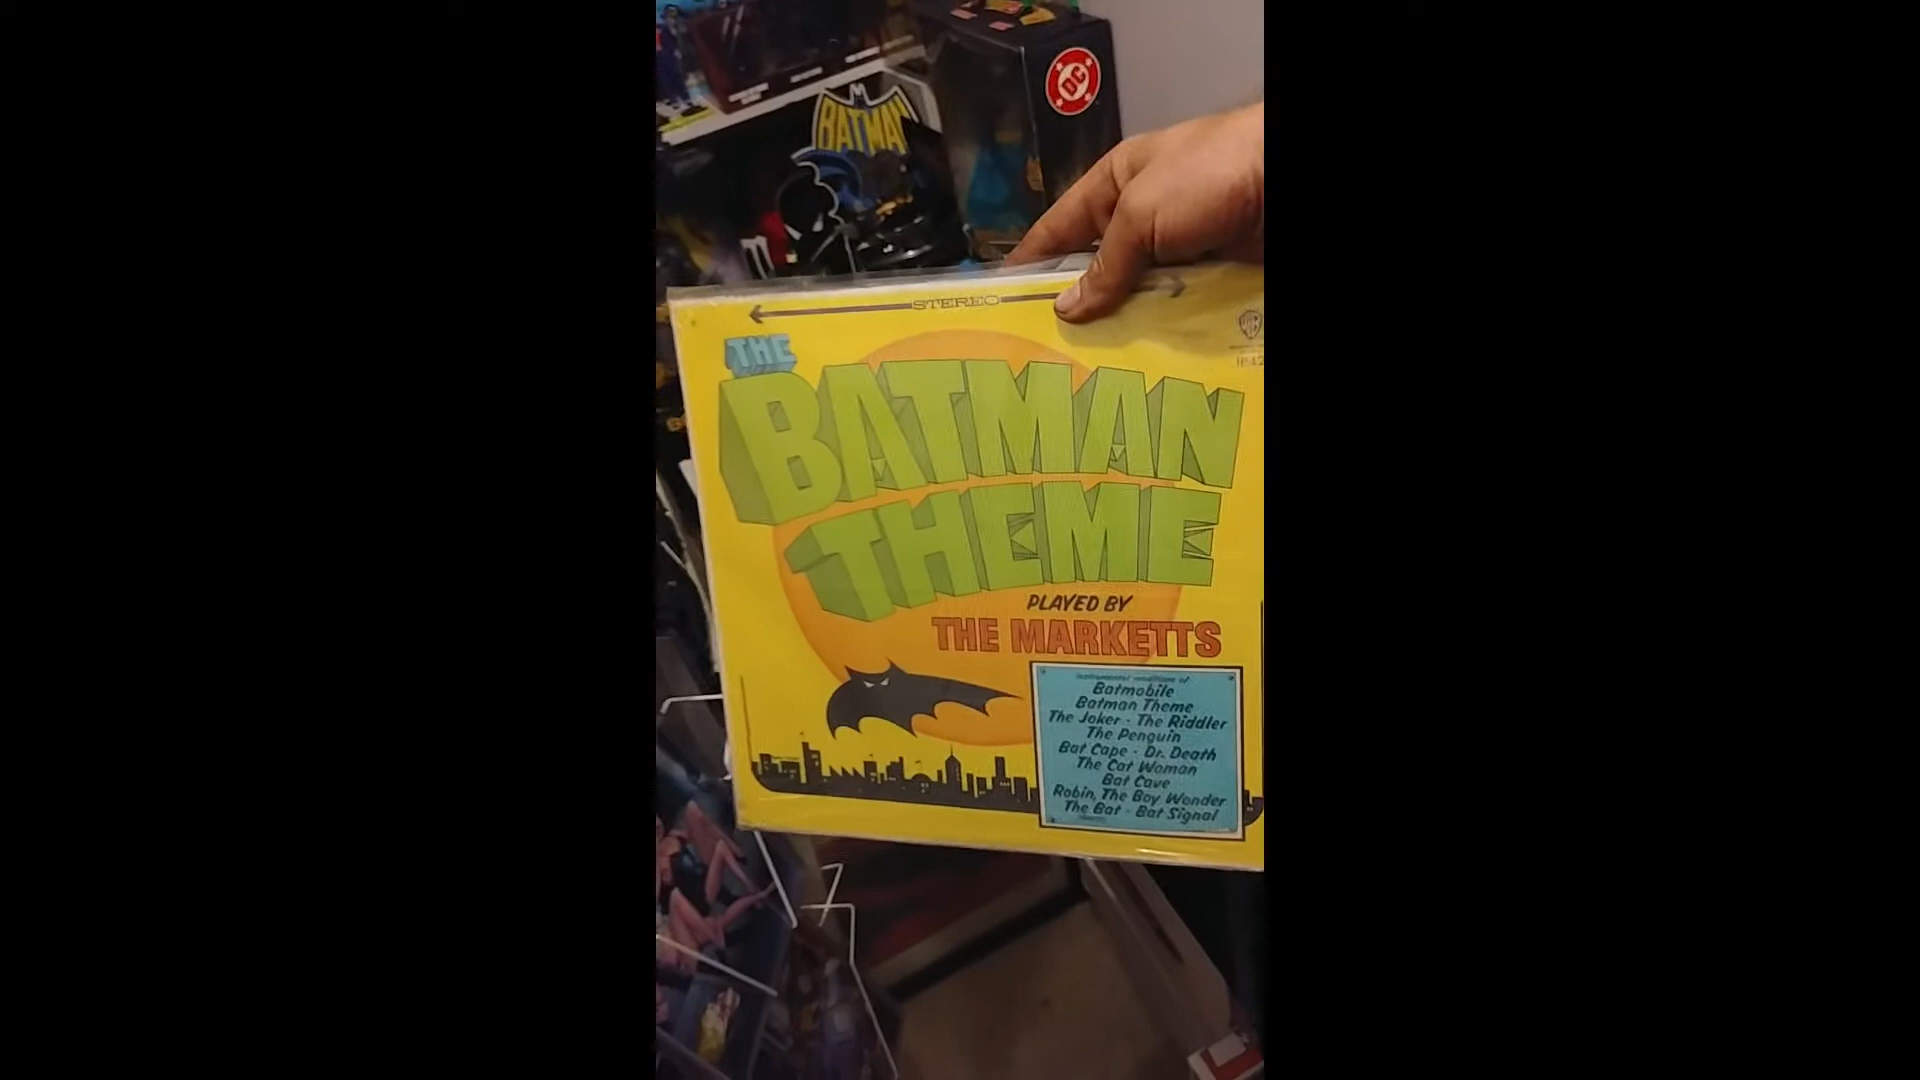 DC
BATMAN
STEREO
WB
THE
BATMAN
THEME
PLAYED BY
THE MARKETTS
Instrumental renditions of
Batmobile
Batman Theme
The Joker - The Riddler
The Penguin
Bat Cape - Dr. Death
The Cat Woman
Bat Cave
Robin, The Boy Wonder
The Bat - Bat Signal